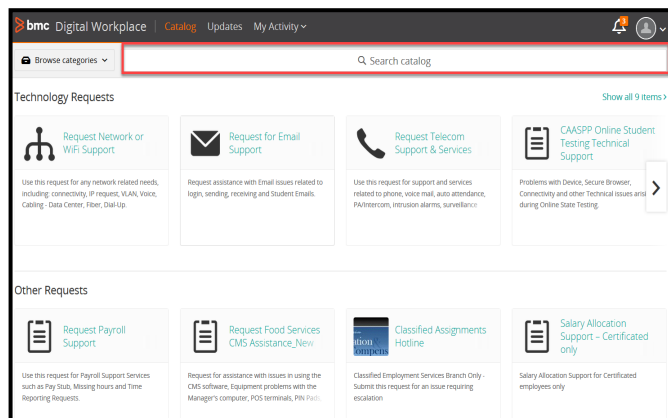 bmc Digital Workplace Catalog Updates My Activity 3
Browse categories Search catalog
Technology Requests Show all 9 items
Request Network or
WiFi Support
Use this request for any network related needs,
including: connectivity, IP request, VLAN, Voice,
Cabling - Data Center, Fiber, Dial-Up.
Request for Email
Support
Request assistance with Email issues related to
login, sending, receiving and Student Emails.
Request Telecom
Support & Services
Use this request for support and services
related to phone, voice mail, auto attendance,
PA/Intercom, intrusion alarms, surveillance
CAASPP Online Student
Testing Technical
Support
Problems with Device, Secure Browser,
Connectivity and other Technical issues
during Online State Testing.
Other Requests
Request Payroll
Support
Use this request for Payroll Support Services
such as Pay Stub, Missing hours and Time
Reporting Requests.
Request Food Services
CMS Assistance_New
Request for assistance with issues in using the
CMS software, Equipment problems with the
Manager's computer, POS terminals, PIN Pads,
Classified Assignments
Hotline
Classified Employment Services Branch Only -
Submit this request for an issue requiring
escalation
Salary Allocation
Support – Certificated
only
Salary Allocation Support for Certificated
employees only